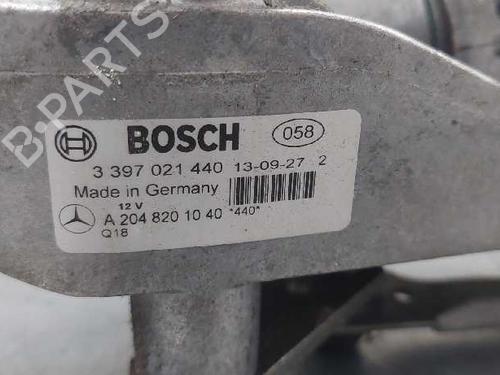 B-PARTS
BOSCH 058
3 397 021 440 13-09-27 2
Made in Germany
12 V
A 204 820 10 40 *440*
Q18